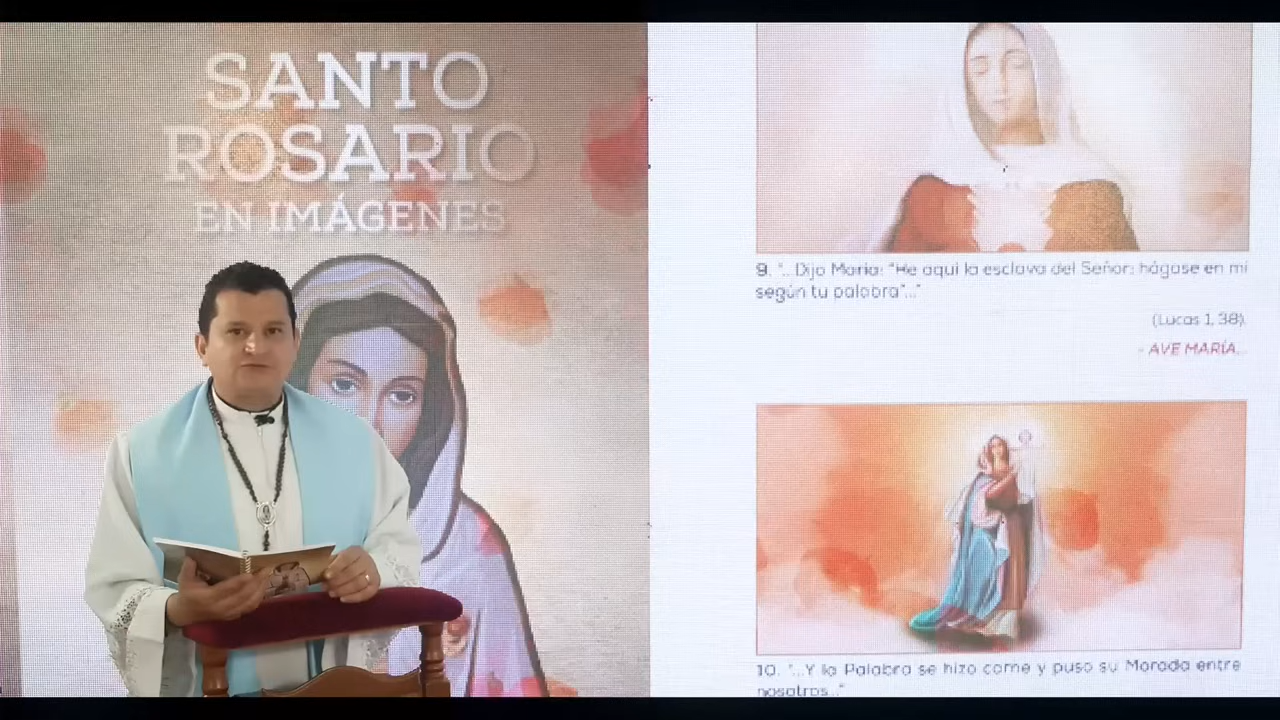 SANTO
ROSARIO
EN IMÁGENES
9. "... Dijo María: "He aquí la esclava del Señor; hágase en mí
según tu palabra"..."
(Lucas 1, 38).
- AVE MARÍA...
10. "...Y la Palabra se hizo carne y puso su Morada entre
nosotros..."